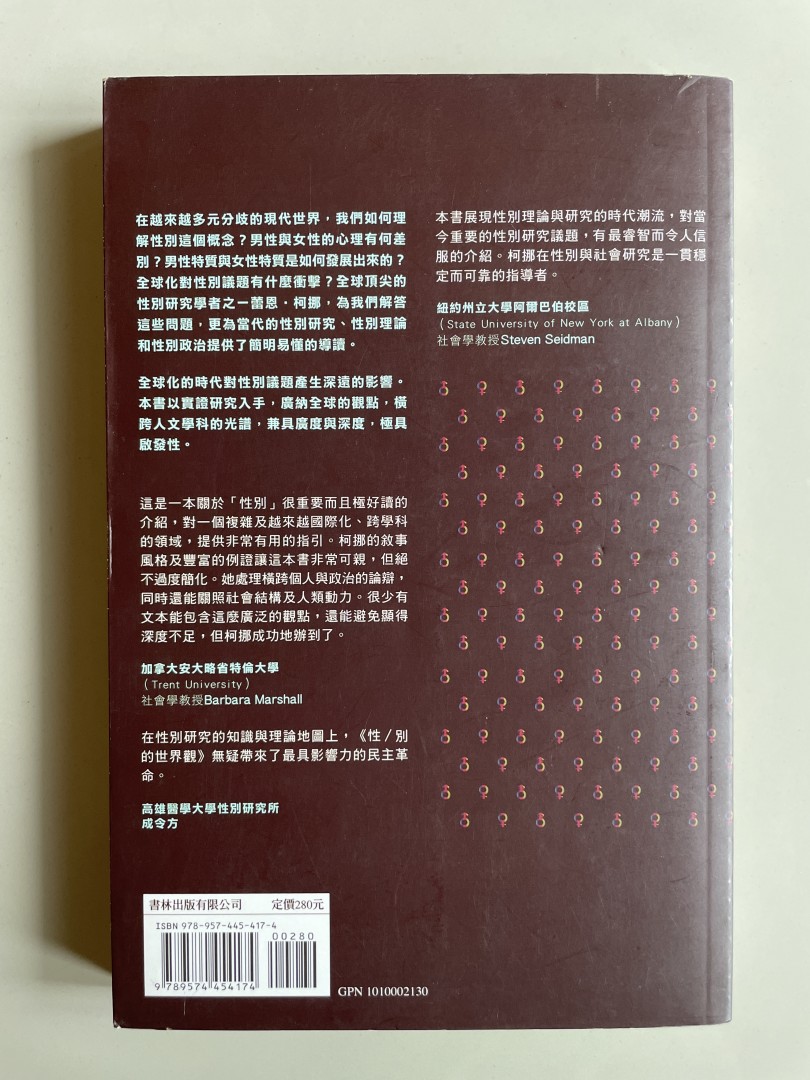 在越來越多元分歧的現代世界，我們如何理
解性別這個概念？男性與女性的心理有何差
別？男性特質與女性特質是如何發展出來的？
全球化對性別議題有什麼衝擊？全球頂尖的
性別研究學者之一蕾恩．柯挪，為我們解答
這些問題，更為當代的性別研究、性別理論
和性別政治提供了簡明易懂的導讀。
全球化的時代對性別議題產生深遠的影響。
本書以實證研究入手，廣納全球的觀點，橫
跨人文學科的光譜，兼具廣度與深度，極具
啟發性。
這是一本關於「性別」很重要而且極好讀的
介紹，對一個複雜及越來越國際化、跨學科
的領域，提供非常有用的指引。柯挪的敘事
風格及豐富的例證讓這本書非常可親，但絕
不過度簡化。她處理橫跨個人與政治的論辯，
同時還能關照社會結構及人類動力。很少有
文本能包含這麼廣泛的觀點，還能避免顯得
深度不足，但柯挪成功地辦到了。
加拿大安大略省特倫大學
（Trent University）
社會學教授Barbara Marshall
在性別研究的知識與理論地圖上，《性／別
的世界觀》無疑帶來了最具影響力的民主革
命。
高雄醫學大學性別研究所
成令方
本書展現性別理論與研究的時代潮流，對當
今重要的性別研究議題，有最睿智而令人信
服的介紹。柯挪在性別與社會研究是一貫穩
定而可靠的指導者。
紐約州立大學阿爾巴伯校區
（State University of New York at Albany）
社會學教授Steven Seidman
書林出版有限公司 定價280元
ISBN 978-957-445-417-4
00280
9 789574 454174
GPN 1010002130